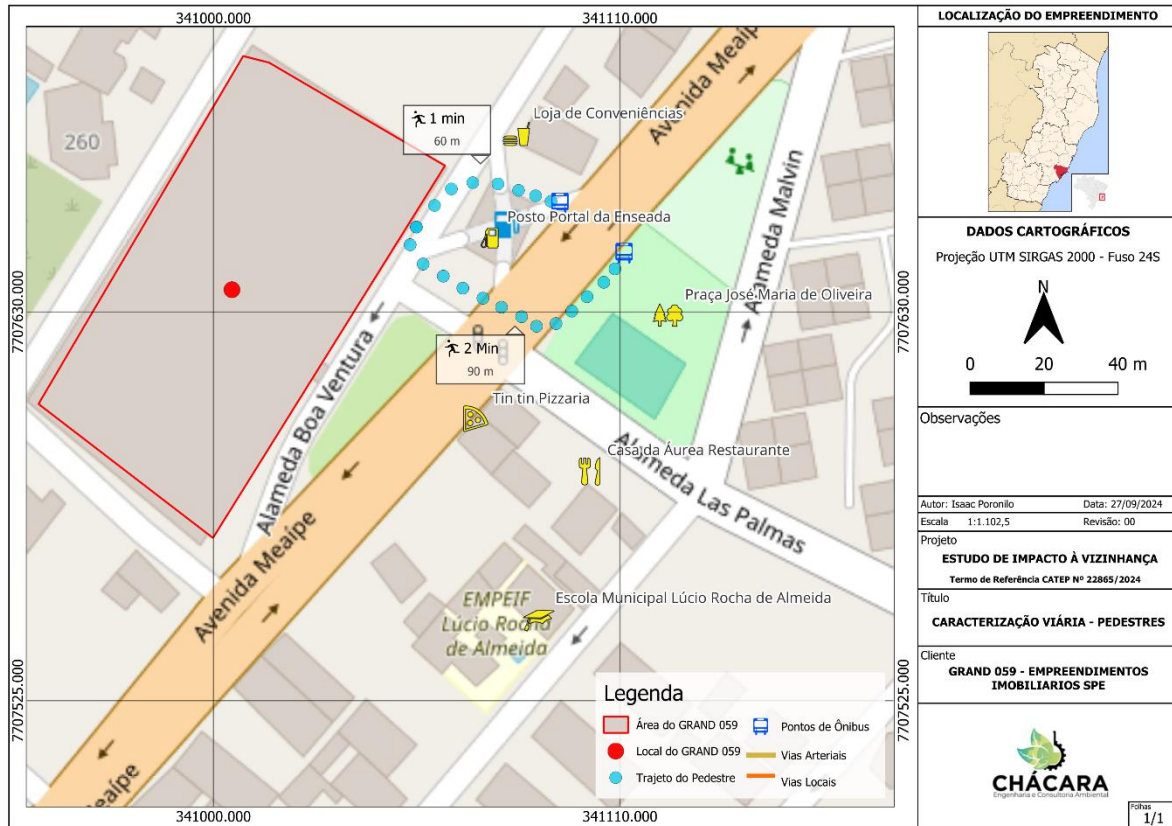 341000.000
341110.000
Avenida Meaípe
Loja de Conveniências
1 min
60 m
260
Posto Portal da Enseada
Alameda Malvin
Praça José Maria de Oliveira
7707630.000
7707630.000
2 Min
90 m
Alameda Boa Ventura
Tin tin Pizzaria
Casa da Áurea Restaurante
Alameda Las Palmas
Avenida Meaípe
Escola Municipal Lúcio Rocha de Almeida
EMPEIF
Lúcio Rocha
de Almeida
7707525.000
7707525.000
eaípe
Legenda
Área do GRAND 059
Local do GRAND 059
Trajeto do Pedestre
Pontos de Ônibus
Vias Arteriais
Vias Locais
341000.000
341110.000
LOCALIZAÇÃO DO EMPREENDIMENTO
DADOS CARTOGRÁFICOS
Projeção UTM SIRGAS 2000 - Fuso 24S
N
0 20 40 m
Observações
Autor: Isaac Poronilo Data: 27/09/2024
Escala 1:1.102,5 Revisão: 00
Projeto
ESTUDO DE IMPACTO À VIZINHANÇA
Termo de Referência CATEP Nº 22865/2024
Título
CARACTERIZAÇÃO VIÁRIA - PEDESTRES
Cliente
GRAND 059 - EMPREENDIMENTOS
IMOBILIARIOS SPE
CHÁCARA
Engenharia e Consultoria Ambiental
Folhas
1/1